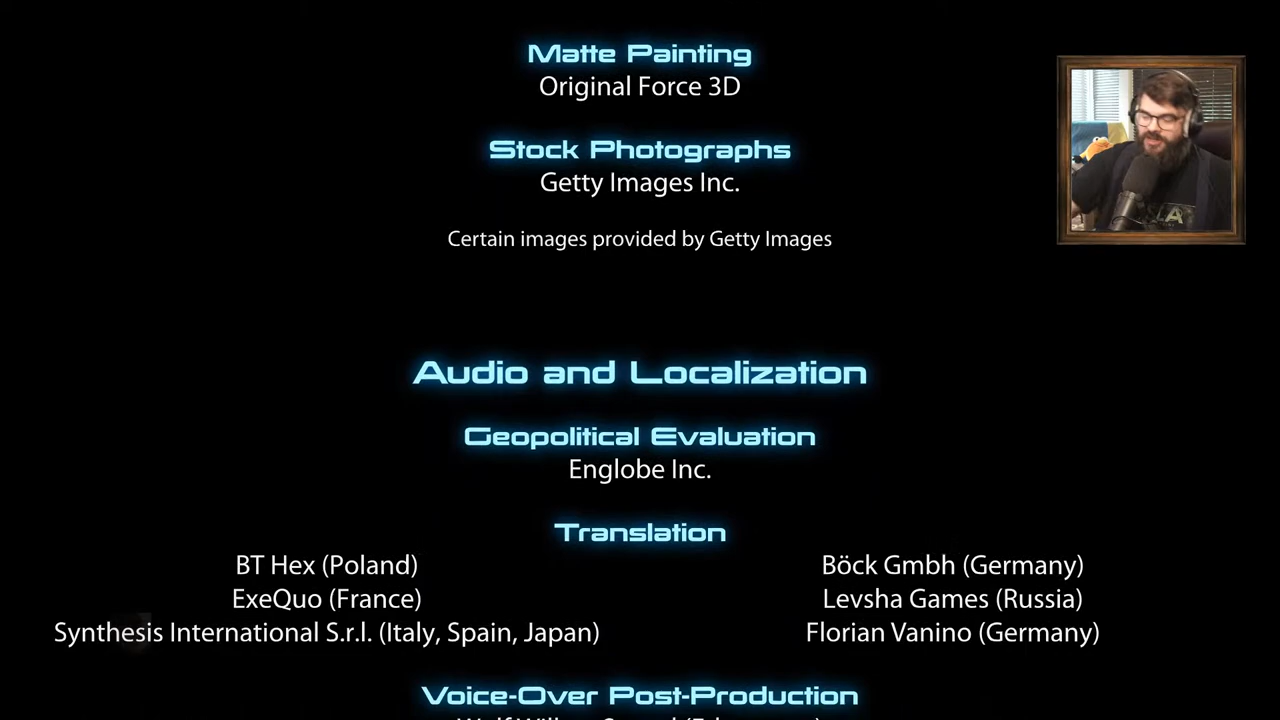 Matte Painting
Original Force 3D
Stock Photographs
Getty Images Inc.
Certain images provided by Getty Images
Audio and Localization
Geopolitical Evaluation
Englobe Inc.
Translation
BT Hex (Poland)
Böck Gmbh (Germany)
ExeQuo (France)
Levsha Games (Russia)
Synthesis International S.r.l. (Italy, Spain, Japan)
Florian Vanino (Germany)
Voice-Over Post-Production